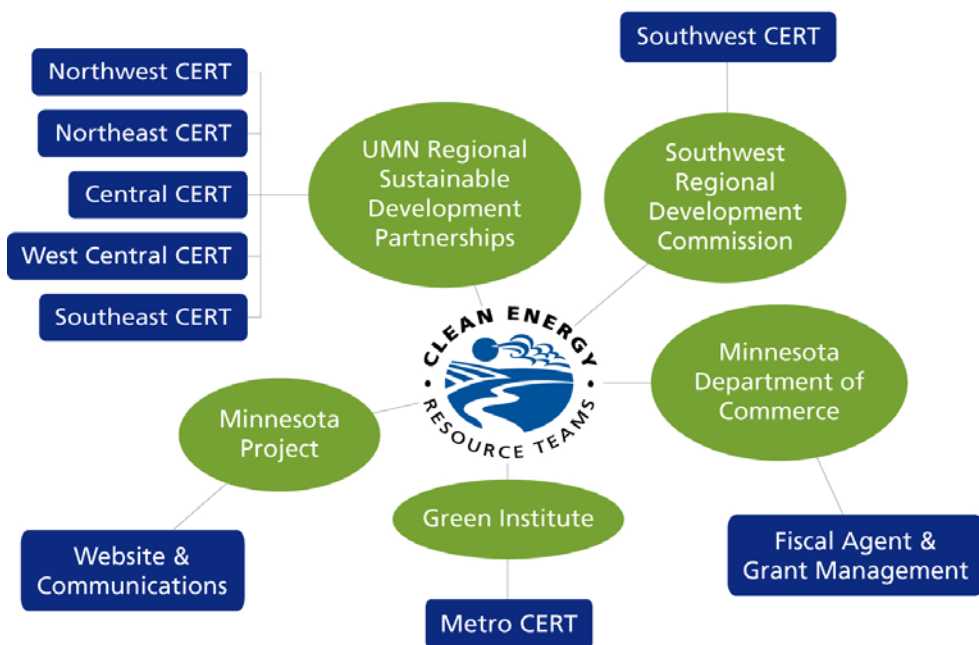 Southwest CERT
Northwest CERT
Northeast CERT
Central CERT
West Central CERT
Southeast CERT
UMN Regional
Sustainable
Development
Partnerships
Southwest
Regional
Development
Commission
CLEAN ENERGY
• RESOURCE TEAMS •
Minnesota
Department of
Commerce
Minnesota
Project
Green Institute
Website &
Communications
Fiscal Agent &
Grant Management
Metro CERT